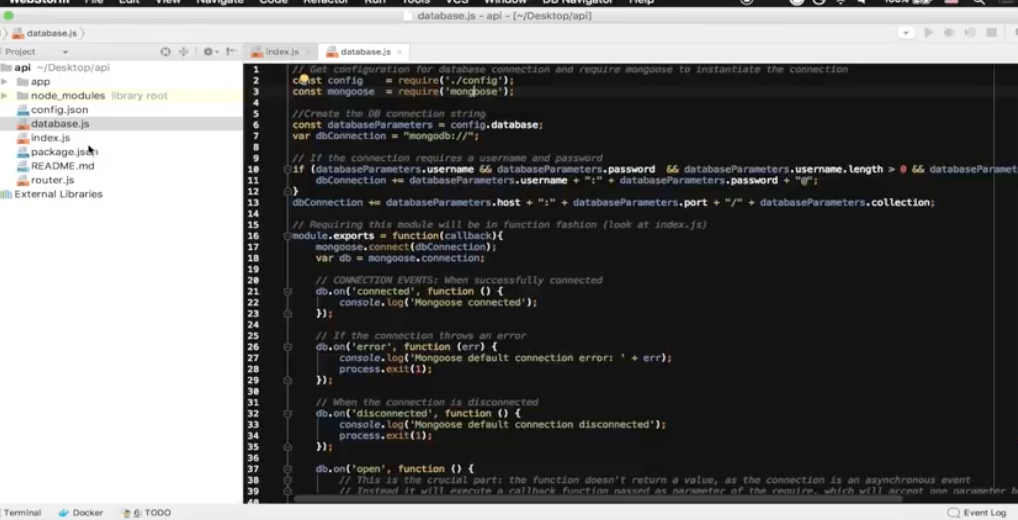 WebStorm File Edit View Navigate Code Refactor Run Tools VCS Window DB Navigator Help
database.js - api - [~/Desktop/api]
database.js
Project
index.js database.js
api ~/Desktop/api
app
node_modules library root
config.json
database.js
index.js
package.json
README.md
router.js
External Libraries
1 // Get configuration for database connection and require mongoose to instantiate the connection
2 const config = require('./config');
3 const mongoose = require('mongoose');
4
5 //Create the DB connection string
6 const databaseParameters = config.database;
7 var dbConnection = "mongodb://";
8
9 // If the connection requires a username and password
10 if (databaseParameters.username && databaseParameters.password && databaseParameters.username.length > 0 && databasePara
11 dbConnection += databaseParameters.username + ":" + databaseParameters.password + "@";
12 }
13 dbConnection += databaseParameters.host + ":" + databaseParameters.port + "/" + databaseParameters.collection;
14
15 // Requiring this module will be in function fashion (look at index.js)
16 module.exports = function(callback){
17 mongoose.connect(dbConnection);
18 var db = mongoose.connection;
19
20 // CONNECTION EVENTS: When successfully connected
21 db.on('connected', function () {
22 console.log('Mongoose connected');
23 });
24
25 // If the connection throws an error
26 db.on('error', function (err) {
27 console.log('Mongoose default connection error: ' + err);
28 process.exit(1);
29 });
30
31 // When the connection is disconnected
32 db.on('disconnected', function () {
33 console.log('Mongoose default connection disconnected');
34 process.exit(1);
35 });
36
37 db.on('open', function () {
38 // This is the crucial part: the function doesn't return a value, as the connection is an asynchronous event
39 // Instead it will execute a callback function passed as parameter of the require, which will accept one parameter
Terminal Docker 6: TODO Event Log